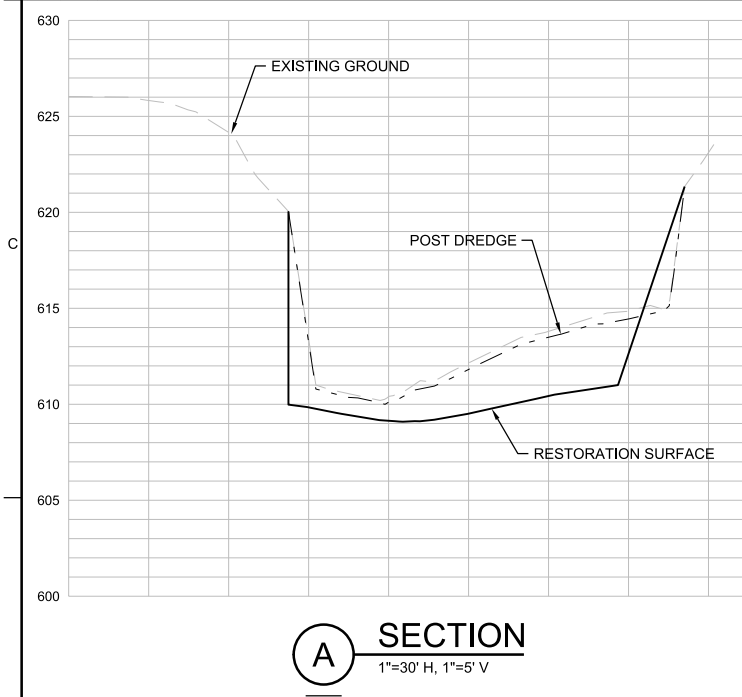 630
EXISTING GROUND
625
620
C
POST DREDGE
615
610
RESTORATION SURFACE
605
600
A
SECTION
1"=30' H, 1"=5' V